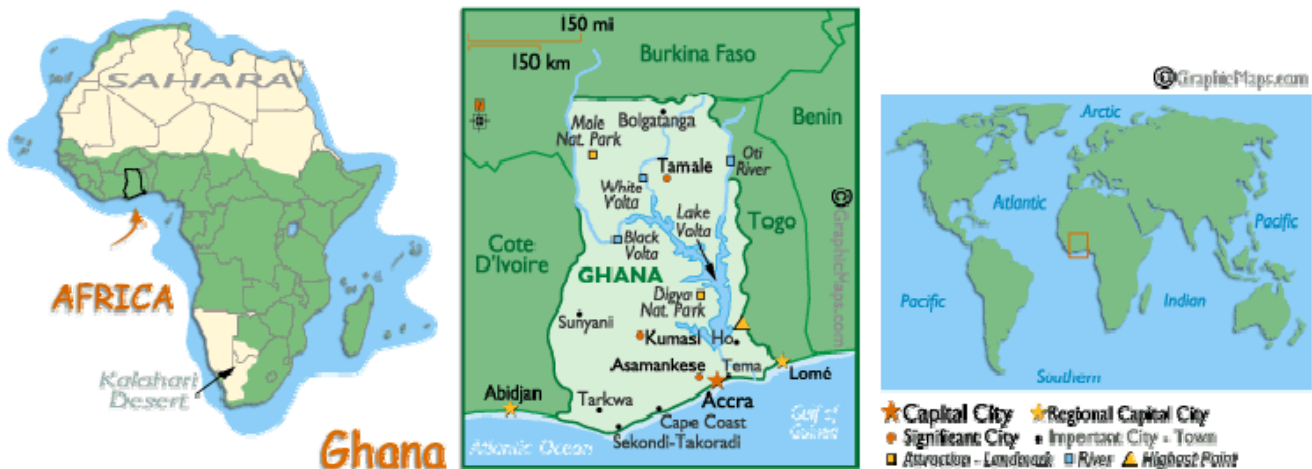 SAHARA
AFRICA
Kalahari
Desert
Ghana
150 mi
150 km
N
Burkina Faso
Benin
Bolgatanga
Mole
Nat. Park
Tamale
Oti
River
White
Volta
Lake
Volta
Togo
Black
Volta
Cote
D'Ivoire
GHANA
Digya
Nat. Park
Sunyani
Kumasi
Ho
Asamankese
Tema
Lomé
Abidjan
Accra
Tarkwa
Cape Coast
Sekondi-Takoradi
Gulf of
Guinea
Atlantic Ocean
©GraphicMaps.com
©GraphicMaps.com
Arctic
Atlantic
Pacific
Pacific
Indian
Southern
Capital City
Regional Capital City
Significant City
Important City - Town
Attraction - Landmark
River
Highest Point